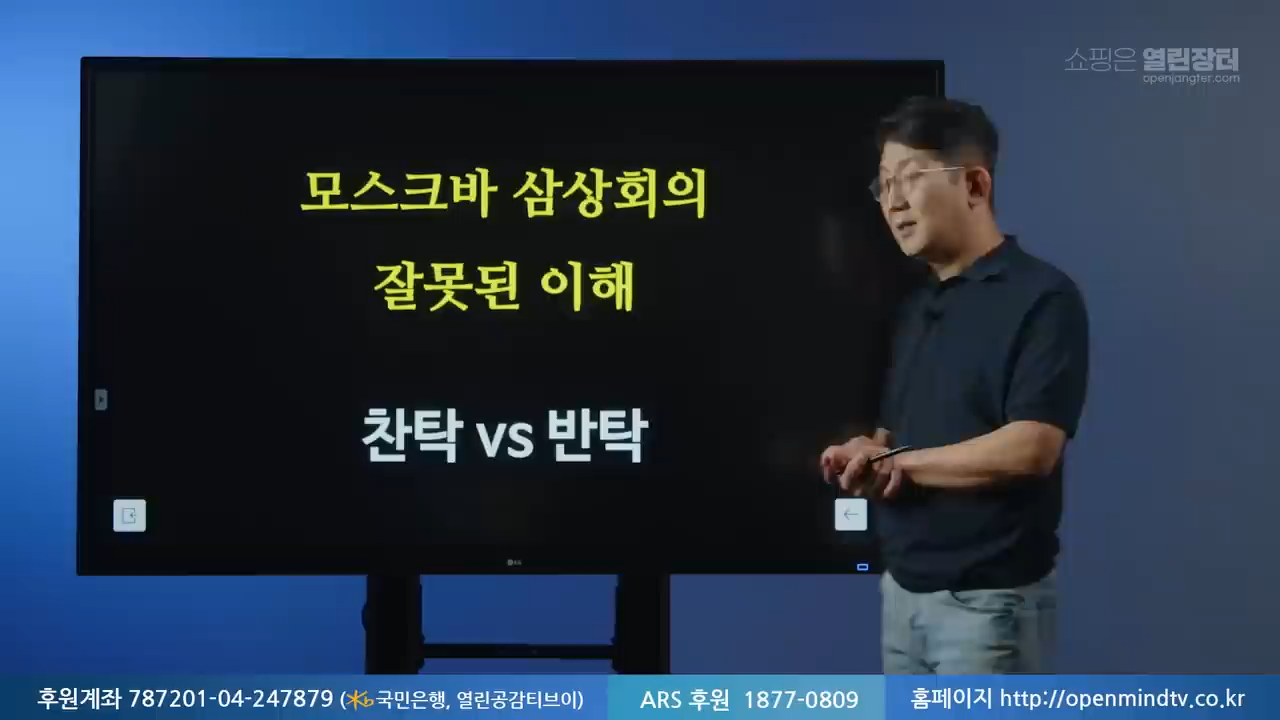 쇼핑은 열린장터
openjangter.com
모스크바 삼상회의
잘못된 이해
찬탁 vs 반탁
LG
후원계좌 787201-04-247879 (국민은행, 열린공감티브이)
ARS 후원 1877-0809
홈페이지 http://openmindtv.co.kr